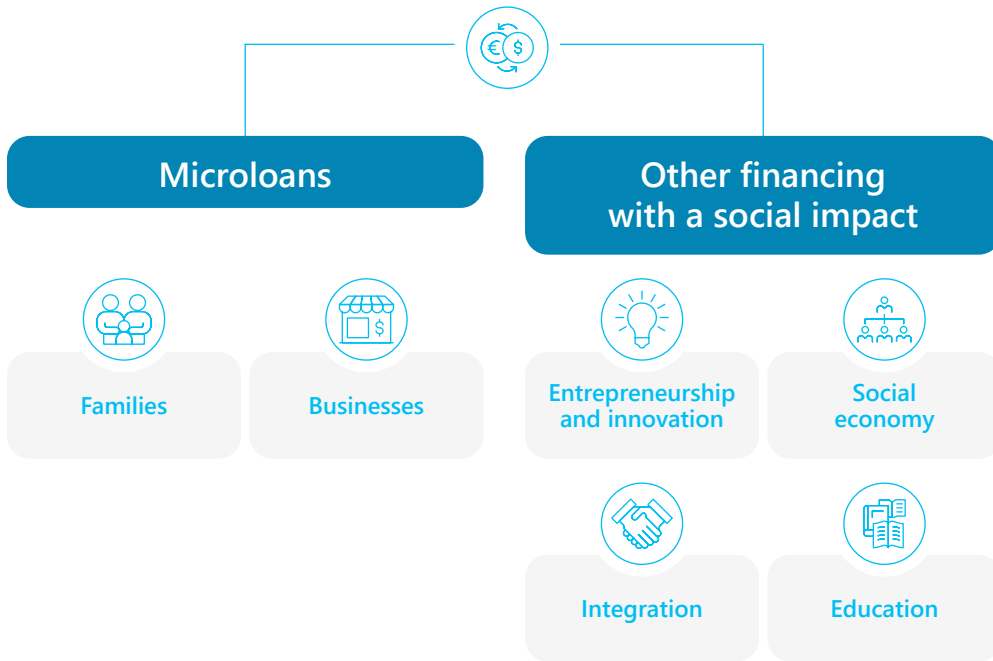 € $
Microloans
Other financing
with a social impact
$
Families
Businesses
Entrepreneurship
and innovation
Social
economy
Integration
Education